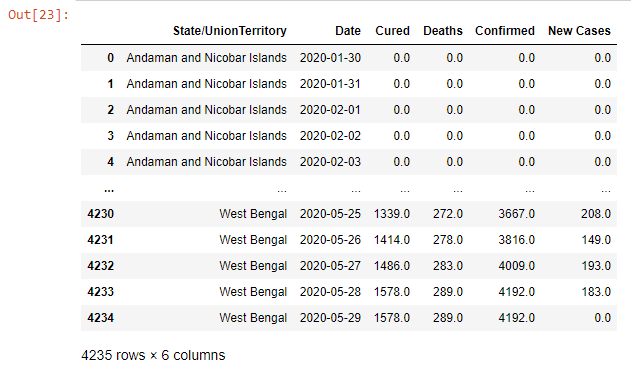 Out[23]:
State/UnionTerritory Date Cured Deaths Confirmed New Cases
0 Andaman and Nicobar Islands 2020-01-30 0.0 0.0 0.0 0.0
1 Andaman and Nicobar Islands 2020-01-31 0.0 0.0 0.0 0.0
2 Andaman and Nicobar Islands 2020-02-01 0.0 0.0 0.0 0.0
3 Andaman and Nicobar Islands 2020-02-02 0.0 0.0 0.0 0.0
4 Andaman and Nicobar Islands 2020-02-03 0.0 0.0 0.0 0.0
... ... ... ... ... ... ...
4230 West Bengal 2020-05-25 1339.0 272.0 3667.0 208.0
4231 West Bengal 2020-05-26 1414.0 278.0 3816.0 149.0
4232 West Bengal 2020-05-27 1486.0 283.0 4009.0 193.0
4233 West Bengal 2020-05-28 1578.0 289.0 4192.0 183.0
4234 West Bengal 2020-05-29 1578.0 289.0 4192.0 0.0
4235 rows × 6 columns